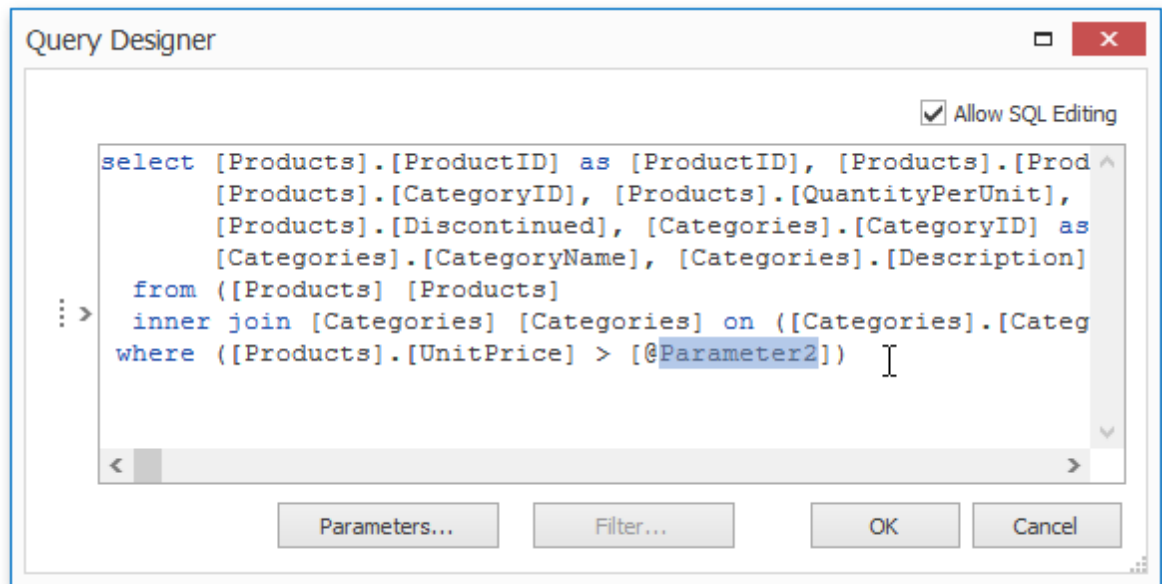 Query Designer
Allow SQL Editing
select [Products].[ProductID] as [ProductID], [Products].[Prod
[Products].[CategoryID], [Products].[QuantityPerUnit],
[Products].[Discontinued], [Categories].[CategoryID] as
[Categories].[CategoryName], [Categories].[Description]
from ([Products] [Products]
inner join [Categories] [Categories] on ([Categories].[Categ
where ([Products].[UnitPrice] > [@Parameter2])
Parameters...
Filter...
OK
Cancel